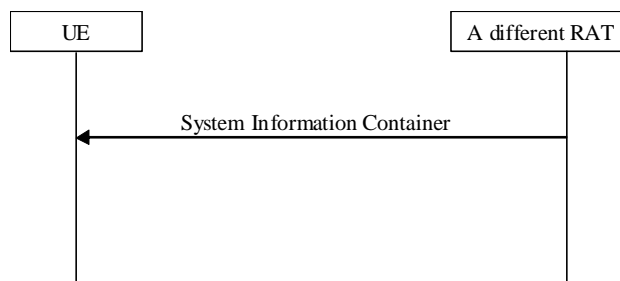 UE
A different RAT
System Information Container